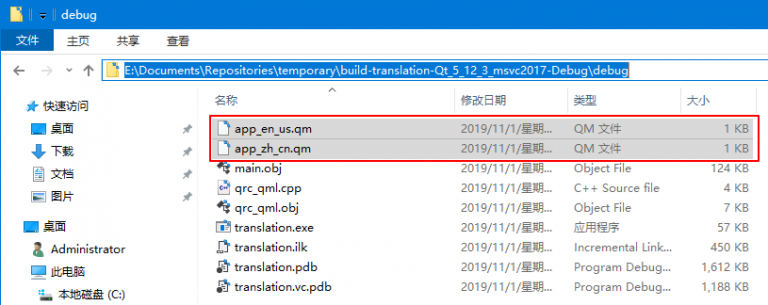 debug
文件 主页 共享 查看
E:\Documents\Repositories\temporary\build-translation-Qt_5_12_3_msvc2017-Debug\debug
快速访问
桌面
下载
文档
图片
桌面
Administrator
此电脑
本地磁盘 (C:)
名称 修改日期 类型 大小
app_en_us.qm 2019/11/1/星期... QM 文件 1 KB
app_zh_cn.qm 2019/11/1/星期... QM 文件 1 KB
main.obj 2019/11/1/星期... Object File 124 KB
qrc_qml.cpp 2019/11/1/星期... C++ Source file 4 KB
qrc_qml.obj 2019/11/1/星期... Object File 7 KB
translation.exe 2019/11/1/星期... 应用程序 57 KB
translation.ilk 2019/11/1/星期... Incremental Link... 450 KB
translation.pdb 2019/11/1/星期... Program Debug... 1,612 KB
translation.vc.pdb 2019/11/1/星期... Program Debug... 1,168 KB